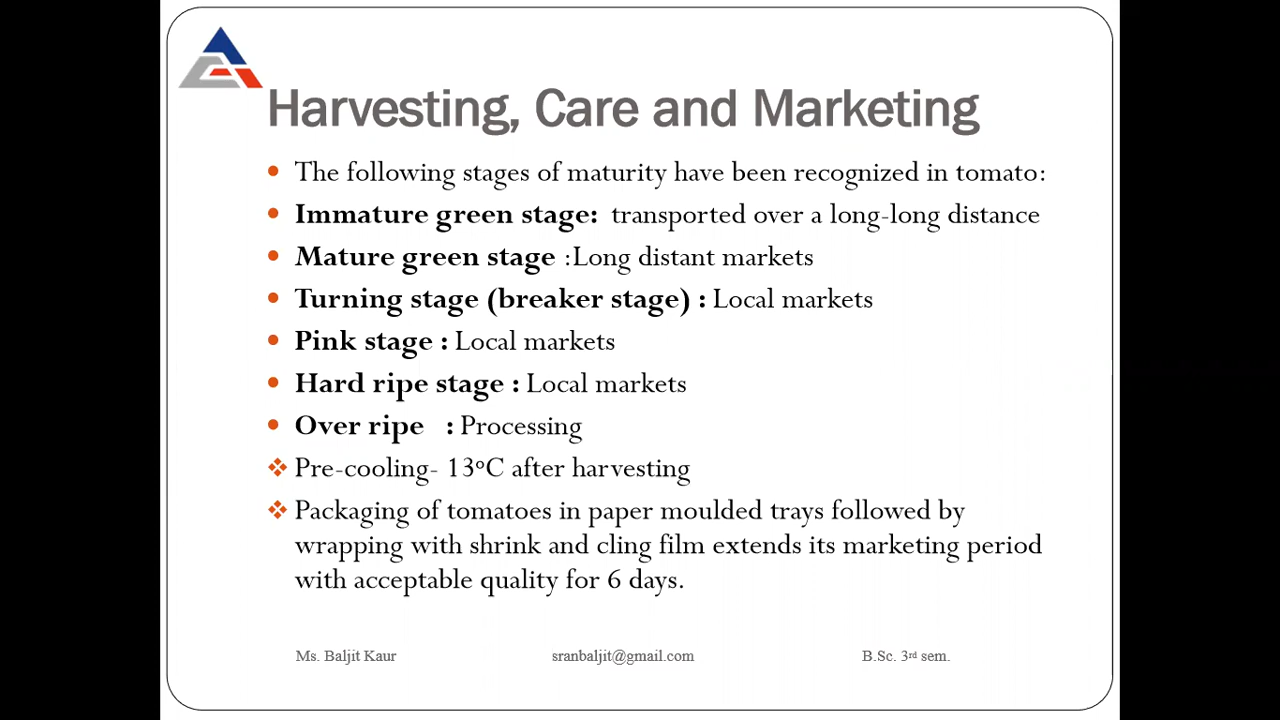 Harvesting, Care and Marketing
• The following stages of maturity have been recognized in tomato:
• Immature green stage: transported over a long-long distance
• Mature green stage :Long distant markets
• Turning stage (breaker stage) : Local markets
• Pink stage : Local markets
• Hard ripe stage : Local markets
• Over ripe : Processing
❖ Pre-cooling- 13ºC after harvesting
❖ Packaging of tomatoes in paper moulded trays followed by
wrapping with shrink and cling film extends its marketing period
with acceptable quality for 6 days.
Ms. Baljit Kaur sranbaljit@gmail.com B.Sc. 3rd sem.